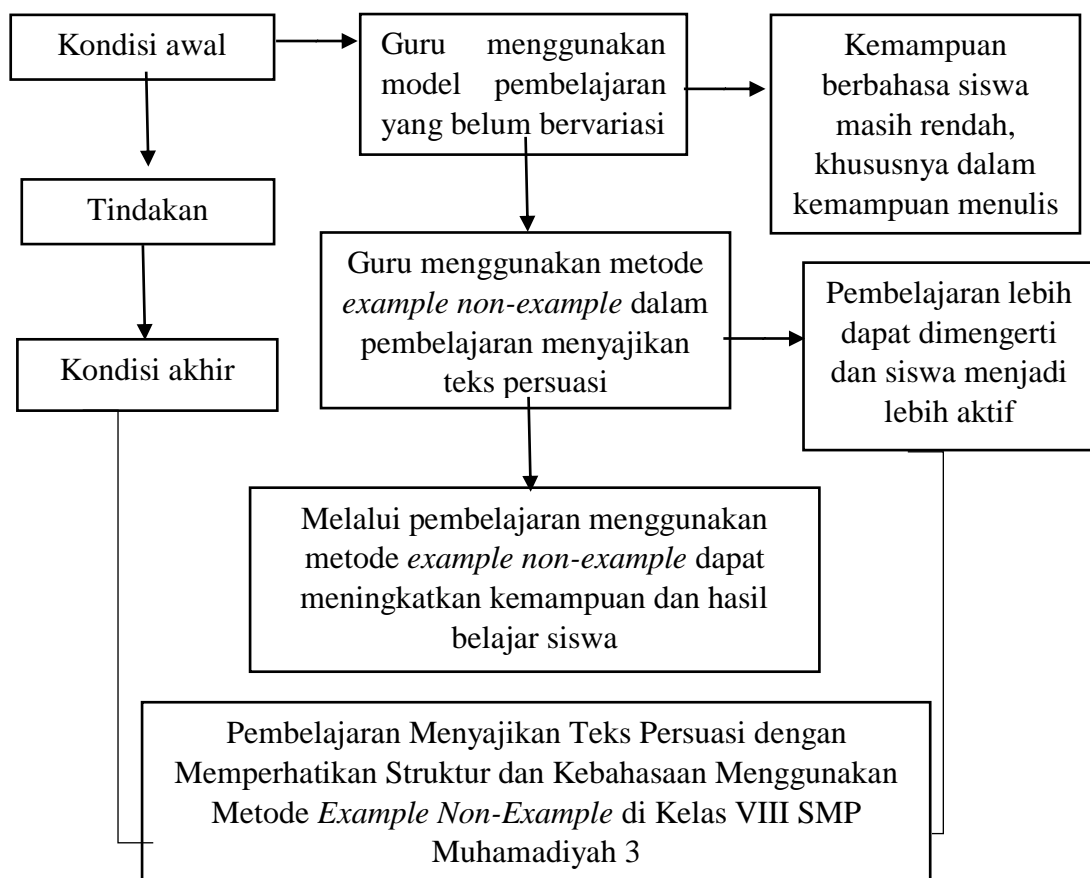 Kondisi awal
Guru menggunakan
model pembelajaran
yang belum bervariasi
Kemampuan
berbahasa siswa
masih rendah,
khususnya dalam
kemampuan menulis
Tindakan
Guru menggunakan metode
example non-example dalam
pembelajaran menyajikan
teks persuasi
Pembelajaran lebih
dapat dimengerti
dan siswa menjadi
lebih aktif
Kondisi akhir
Melalui pembelajaran menggunakan
metode example non-example dapat
meningkatkan kemampuan dan hasil
belajar siswa
Pembelajaran Menyajikan Teks Persuasi dengan
Memperhatikan Struktur dan Kebahasaan Menggunakan
Metode Example Non-Example di Kelas VIII SMP
Muhamadiyah 3